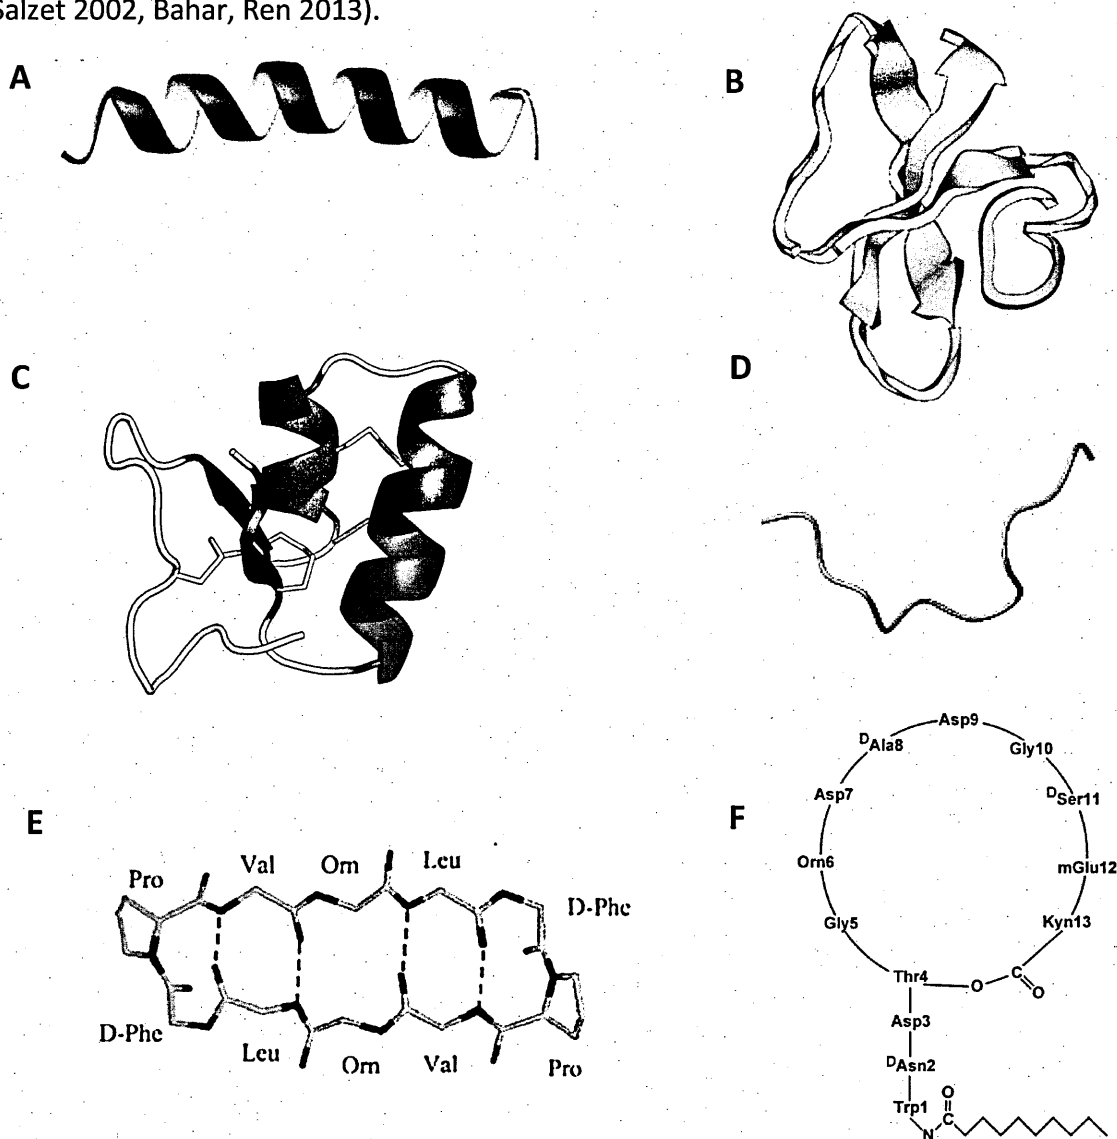 Salzet 2002, Bahar, Ren 2013).
A
B
C
D
E
Pro
Val
Orn
Leu
D-Phe
D-Phe
Leu
Orn
Val
Pro
F
Asp9
DAla8
Gly10
Asp7
DSer11
Orn6
mGlu12
Gly5
Kyn13
Thr4
O
C
O
Asp3
DAsn2
Trp1
O
C
N